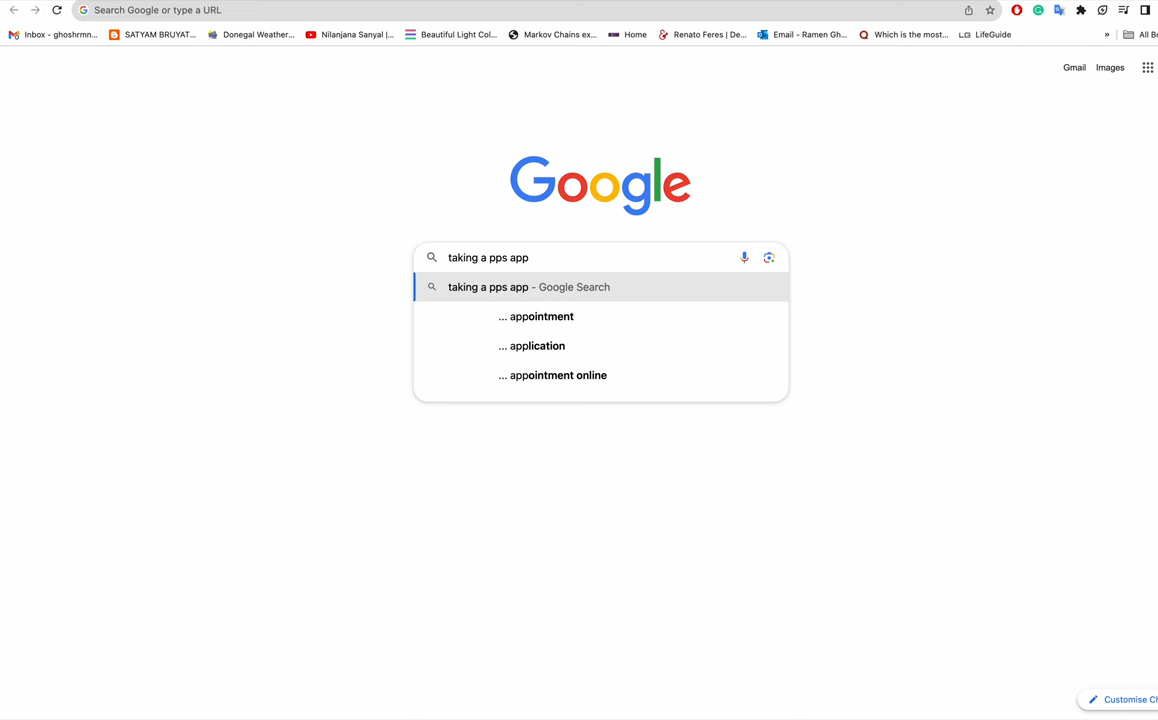 Search Google or type a URL
Inbox - ghoshrmn... SATYAM BRUYAT... Donegal Weather... Nilanjana Sanyal |... Beautiful Light Col... Markov Chains ex... Home Renato Feres | De... Email - Ramen Gh... Which is the most... LG LifeGuide » All Bo
Gmail Images
Google
taking a pps app
taking a pps app - Google Search
... appointment
... application
... appointment online
Customise Ch